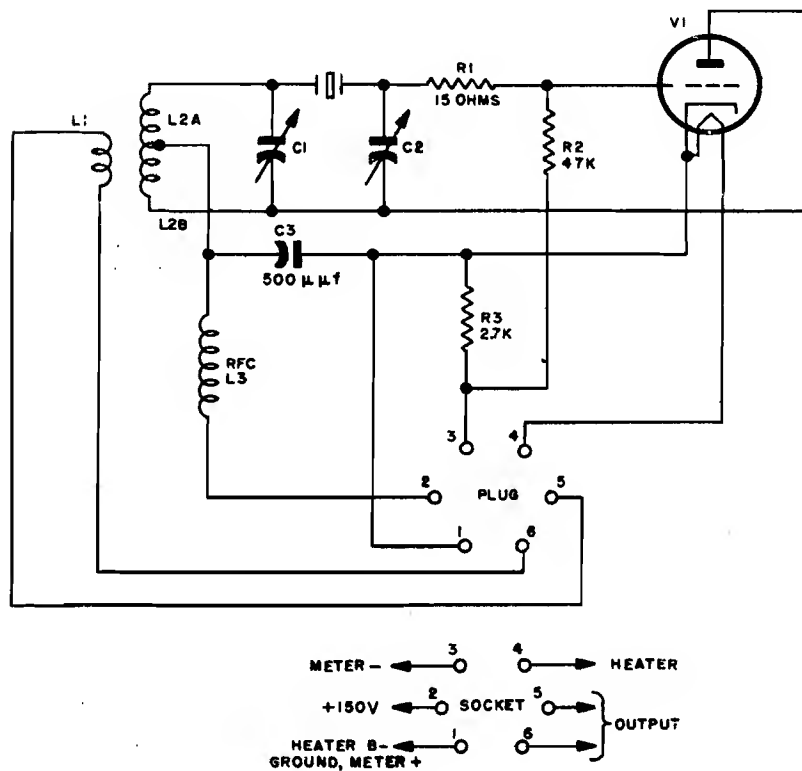 V1
R1
15 OHMS
L1
L2A
C1
C2
R2
47K
L2B
C3
500 μμf
R3
2.7K
RFC
L3
3 4
2 PLUG 5
1 6
METER - 3 4 HEATER
+150V 2 SOCKET 5
OUTPUT
HEATER B- 1 6
GROUND, METER +